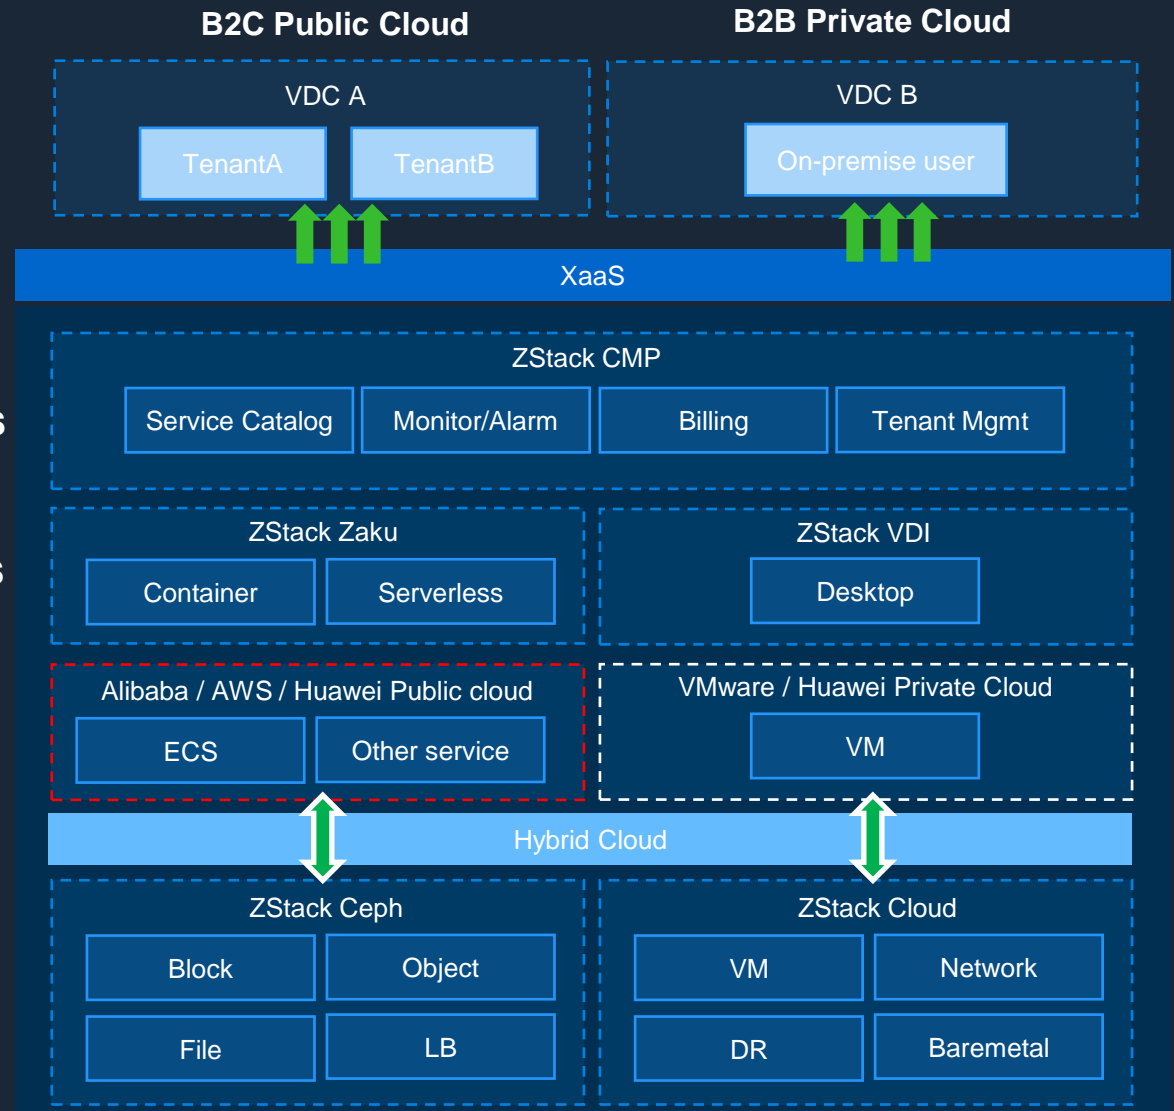 B2C Public Cloud
B2B Private Cloud
VDC A
TenantA
TenantB
VDC B
On-premise user
XaaS
ZStack CMP
Service Catalog
Monitor/Alarm
Billing
Tenant Mgmt
ZStack Zaku
Container
Serverless
ZStack VDI
Desktop
Alibaba / AWS / Huawei Public cloud
ECS
Other service
VMware / Huawei Private Cloud
VM
Hybrid Cloud
ZStack Ceph
Block
Object
File
LB
ZStack Cloud
VM
Network
DR
Baremetal